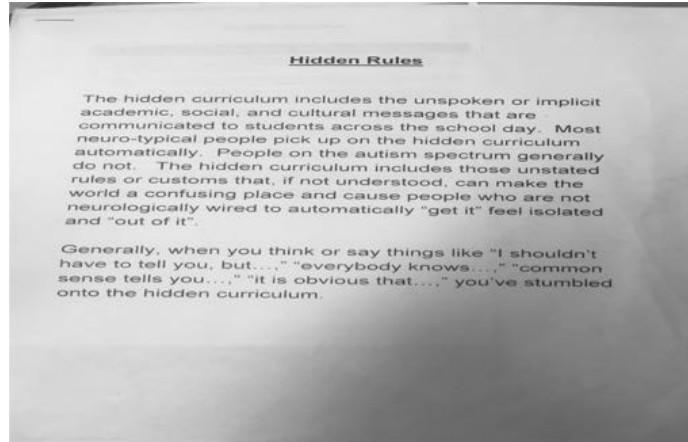 Hidden Rules
The hidden curriculum includes the unspoken or implicit
academic, social, and cultural messages that are
communicated to students across the school day.  Most
neuro-typical people pick up on the hidden curriculum
automatically.  People on the autism spectrum generally
do not.   The hidden curriculum includes those unstated
rules or customs that, if not understood, can make the
world a confusing place and cause people who are not
neurologically wired to automatically "get it" feel isolated
and "out of it".
Generally, when you think or say things like "I shouldn't
have to tell you, but...," "everybody knows...," "common
sense tells you...," "it is obvious that...," you've stumbled
onto the hidden curriculum.